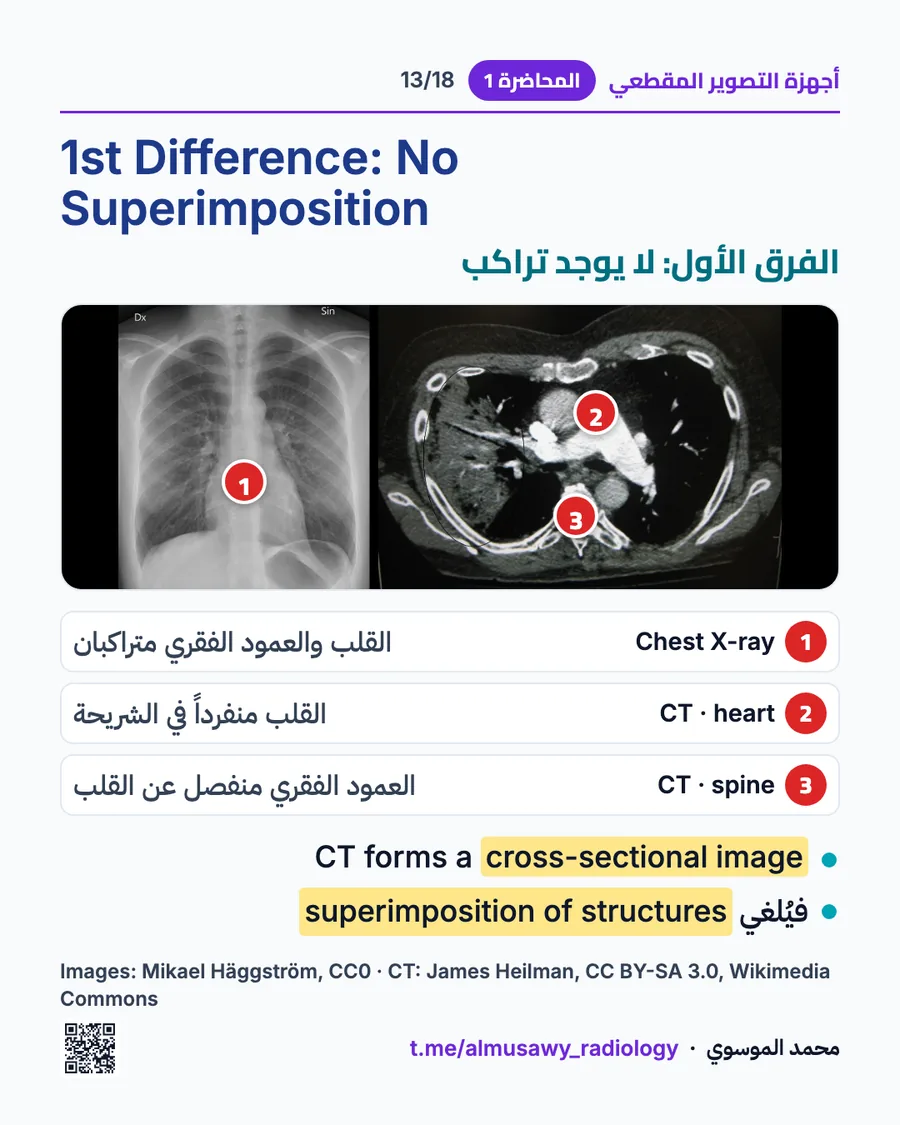 أجهزة التصوير المقطعي المحاضرة 1 13/18
1st Difference: No
Superimposition
الفرق الأول: لا يوجد تراكب
Dx Sin
1 2 3
1 Chest X-ray القلب والعمود الفقري متراكبان
2 CT · heart القلب منفرداً في الشريحة
3 CT · spine العمود الفقري منفصل عن القلب
CT forms a cross-sectional image
فيُلغي superimposition of structures
Images: Mikael Häggström, CC0 · CT: James Heilman, CC BY-SA 3.0, Wikimedia
Commons
محمد الموسوي · t.me/almusawy_radiology